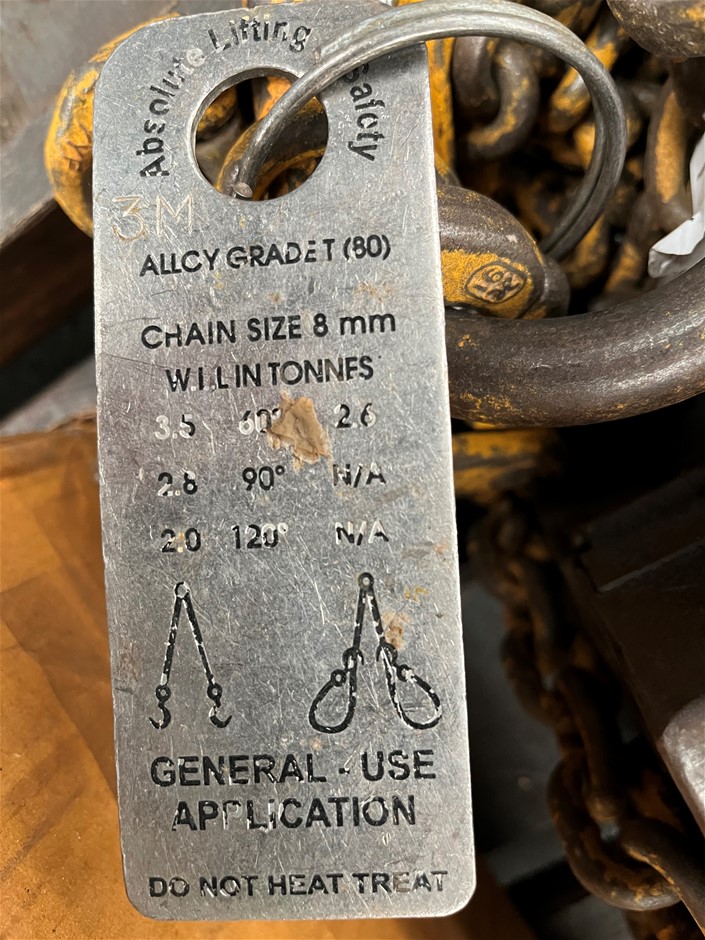 Absolute Lifting & Safety
3M
ALLOY GRADE T (80)
CHAIN SIZE 8 mm
W.L.L IN TONNES
3.5 60° 2.6
2.8 90° N/A
2.0 120° N/A
GENERAL - USE
APPLICATION
DO NOT HEAT TREAT